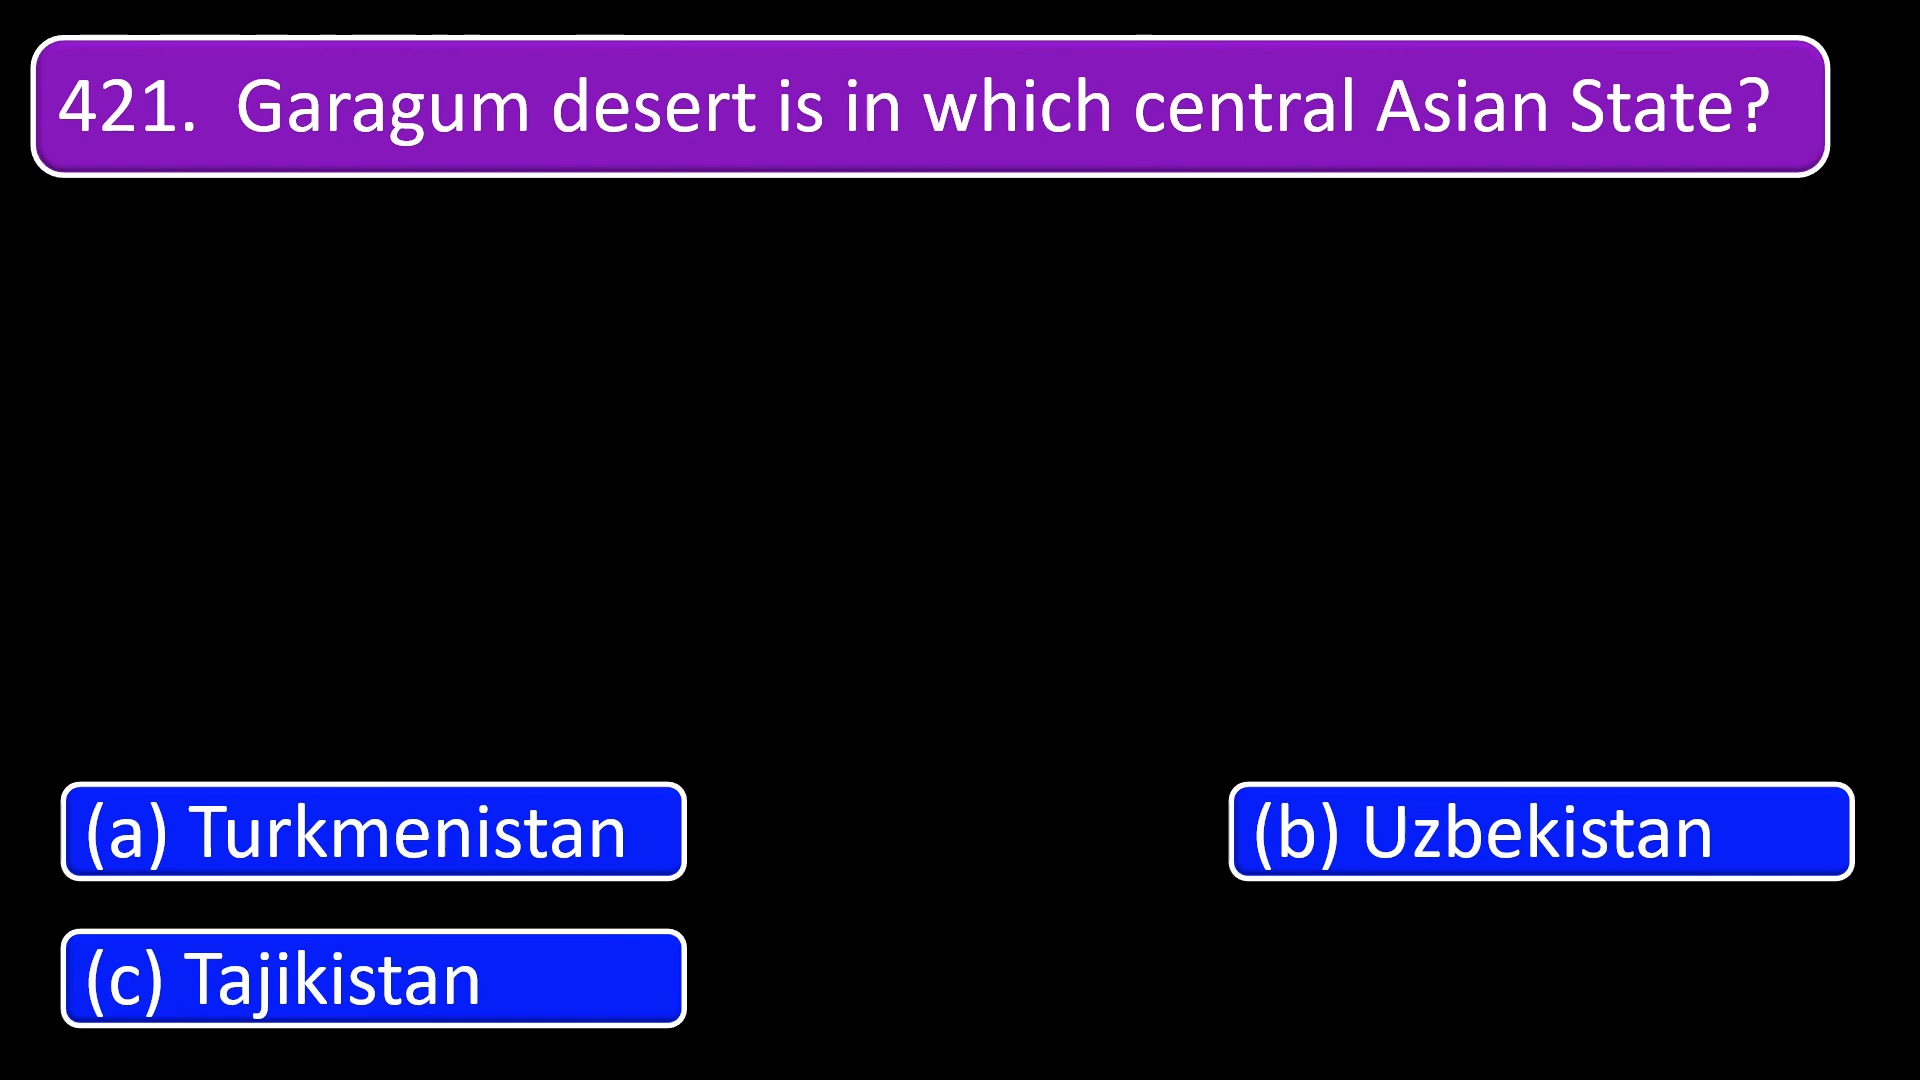 421. Garagum desert is in which central Asian State?
(a) Turkmenistan
(b) Uzbekistan
(c) Tajikistan